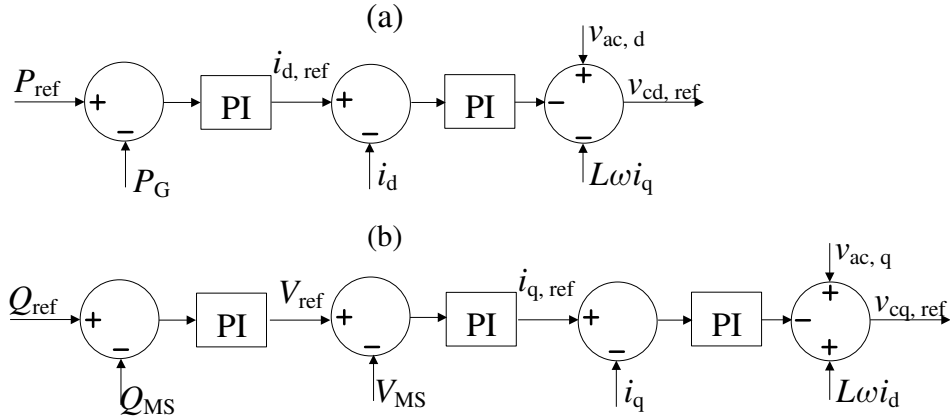 (a)
P_ref + − P_G PI i_d, ref + − i_d PI − v_ac, d + − Lωi_q v_cd, ref
(b)
Q_ref + − Q_MS PI V_ref + − V_MS PI i_q, ref + − i_q PI − v_ac, q + + Lωi_d v_cq, ref